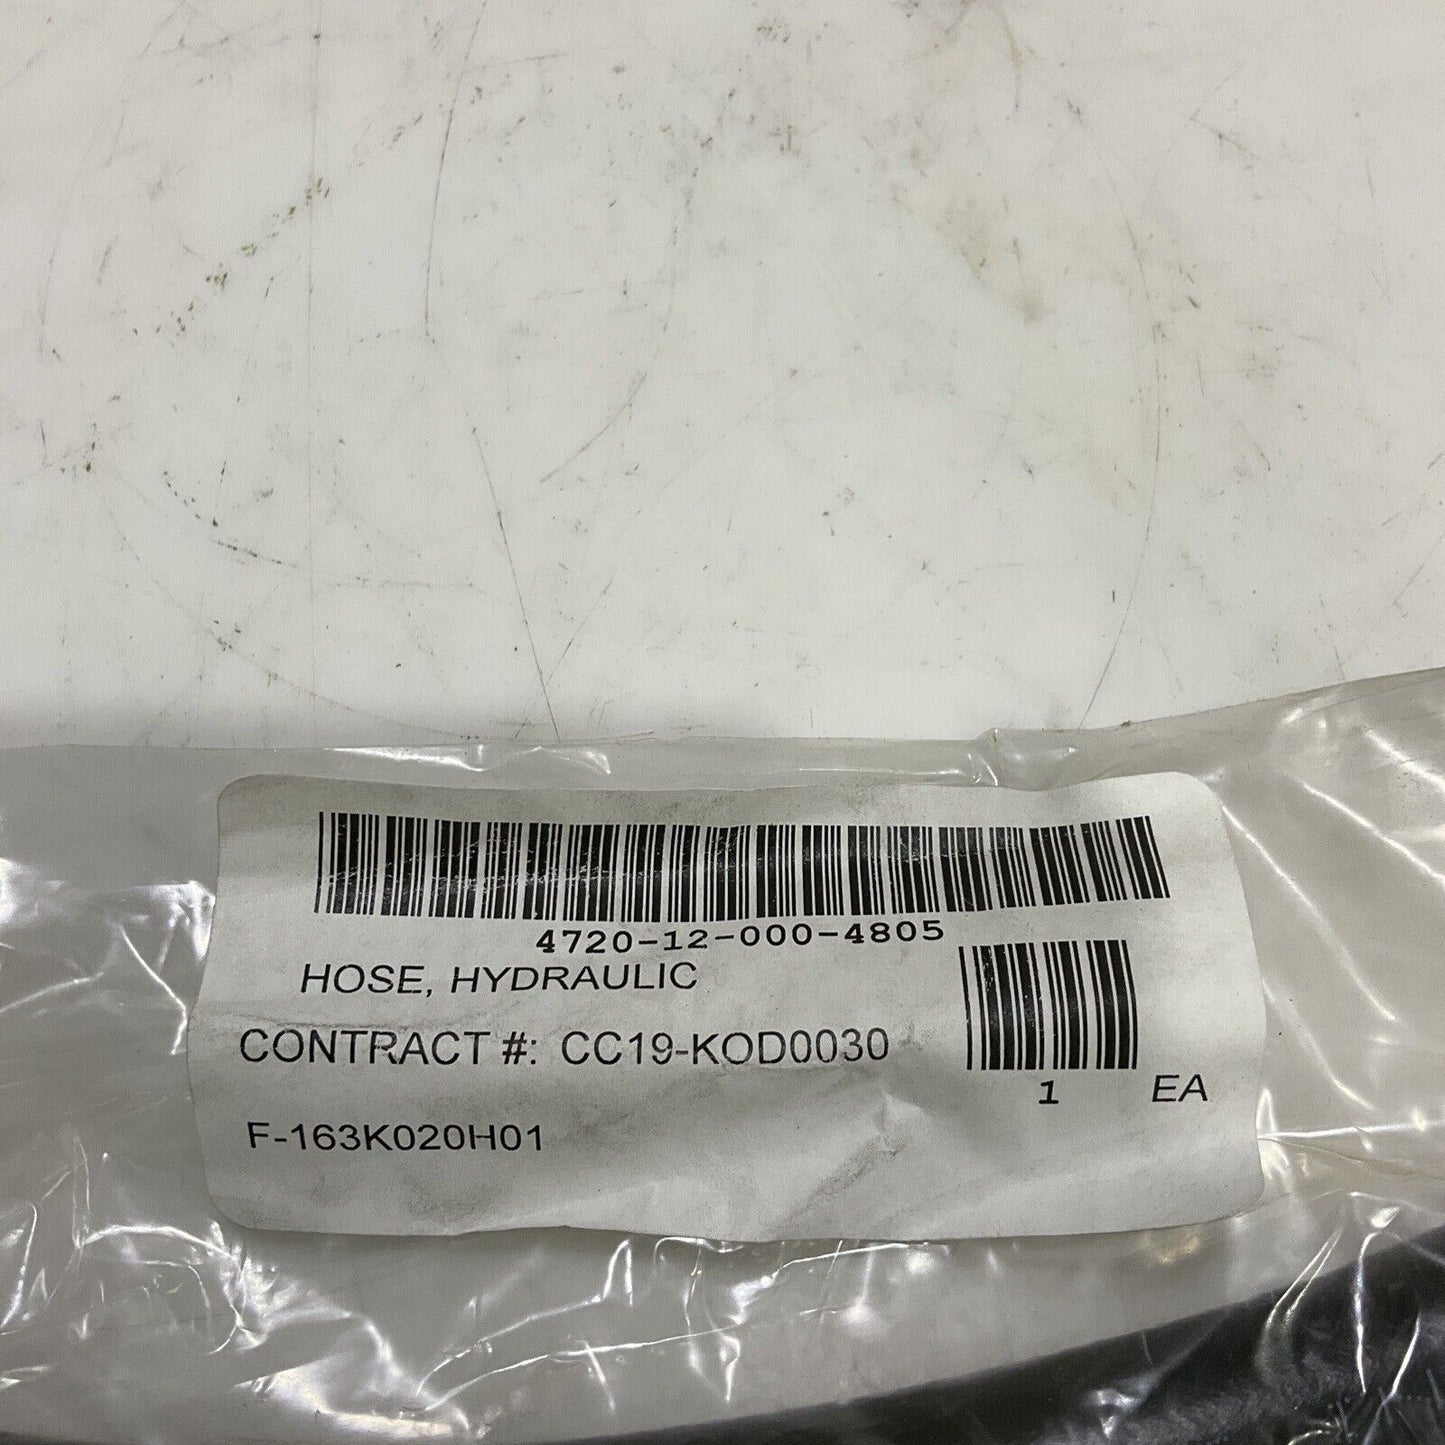 4720-12-000-4805
HOSE, HYDRAULIC
CONTRACT #: CC19-KOD0030
1 EA
F-163K020H01